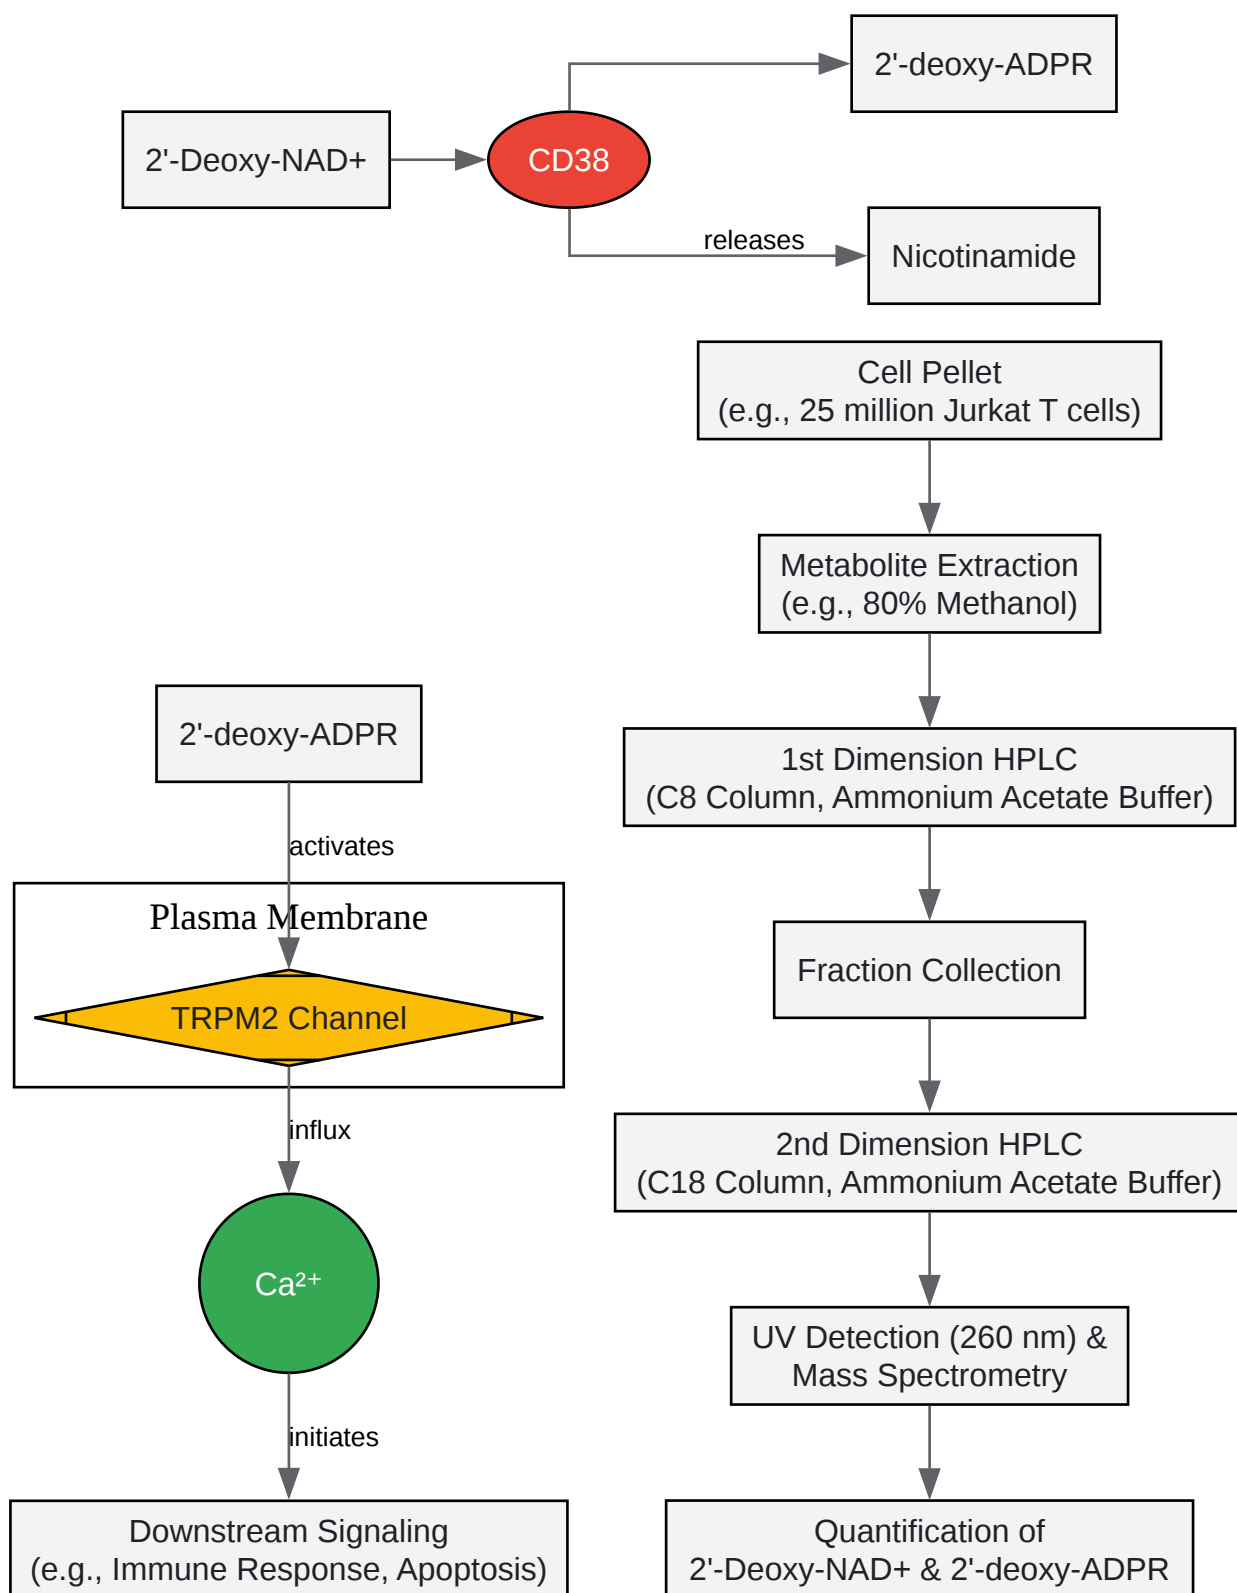 2'-deoxy-ADPR
2'-Deoxy-NAD+
CD38
releases
Nicotinamide
Cell Pellet
(e.g., 25 million Jurkat T cells)
Metabolite Extraction
(e.g., 80% Methanol)
1st Dimension HPLC
(C8 Column, Ammonium Acetate Buffer)
Fraction Collection
2nd Dimension HPLC
(C18 Column, Ammonium Acetate Buffer)
UV Detection (260 nm) &
Mass Spectrometry
Quantification of
2'-Deoxy-NAD+ & 2'-deoxy-ADPR
2'-deoxy-ADPR
activates
Plasma Membrane
TRPM2 Channel
influx
Ca²⁺
initiates
Downstream Signaling
(e.g., Immune Response, Apoptosis)